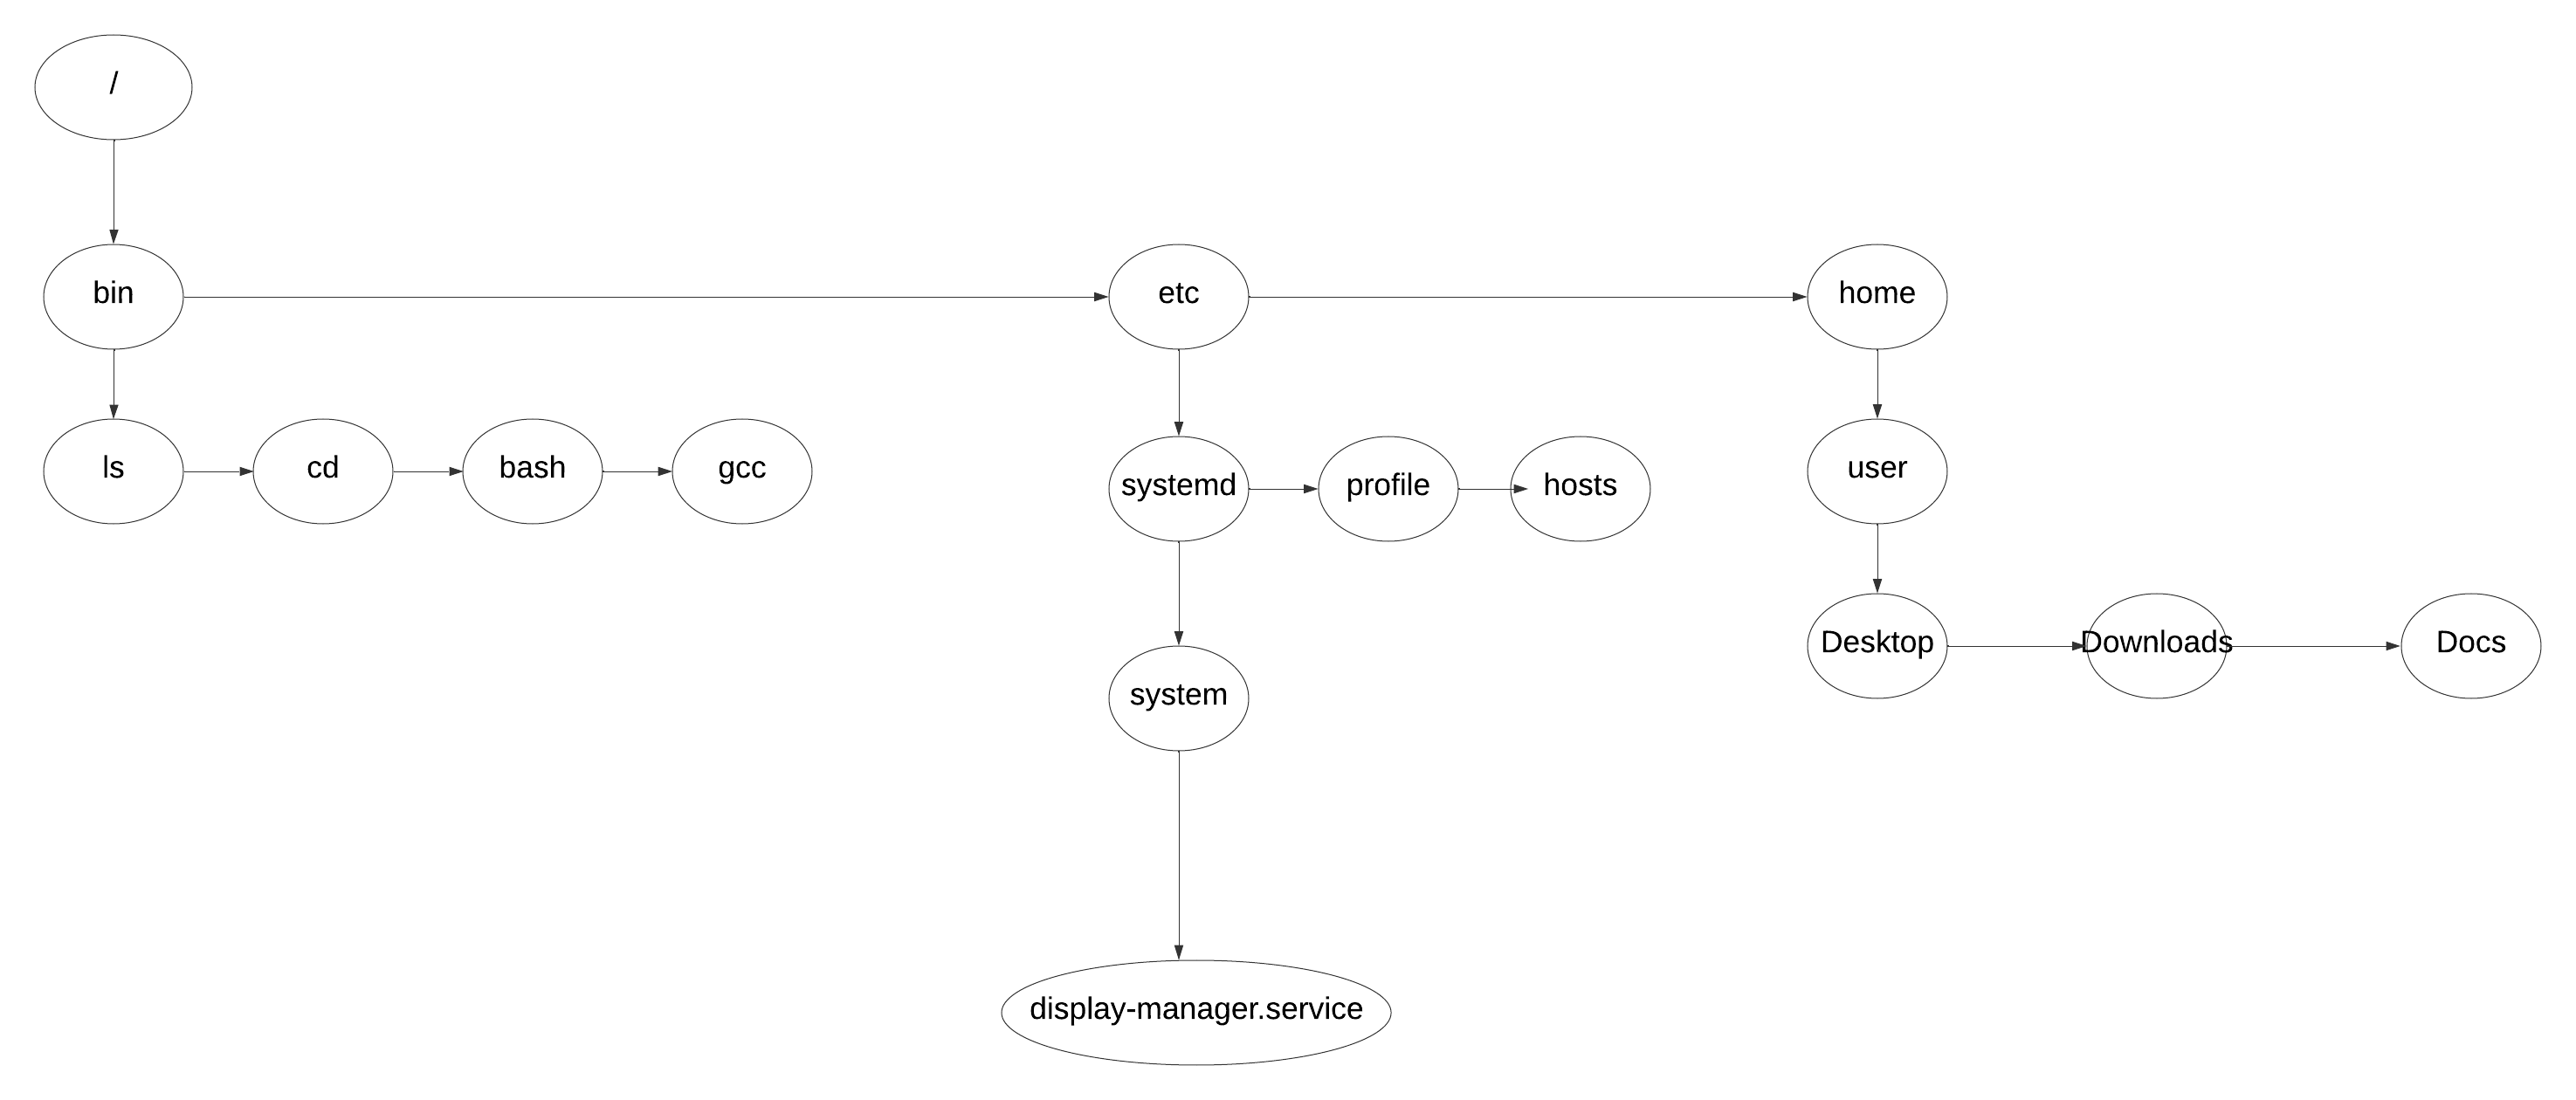 /
bin
etc
home
ls
cd
bash
gcc
systemd
profile
hosts
user
system
Desktop
Downloads
Docs
display-manager.service